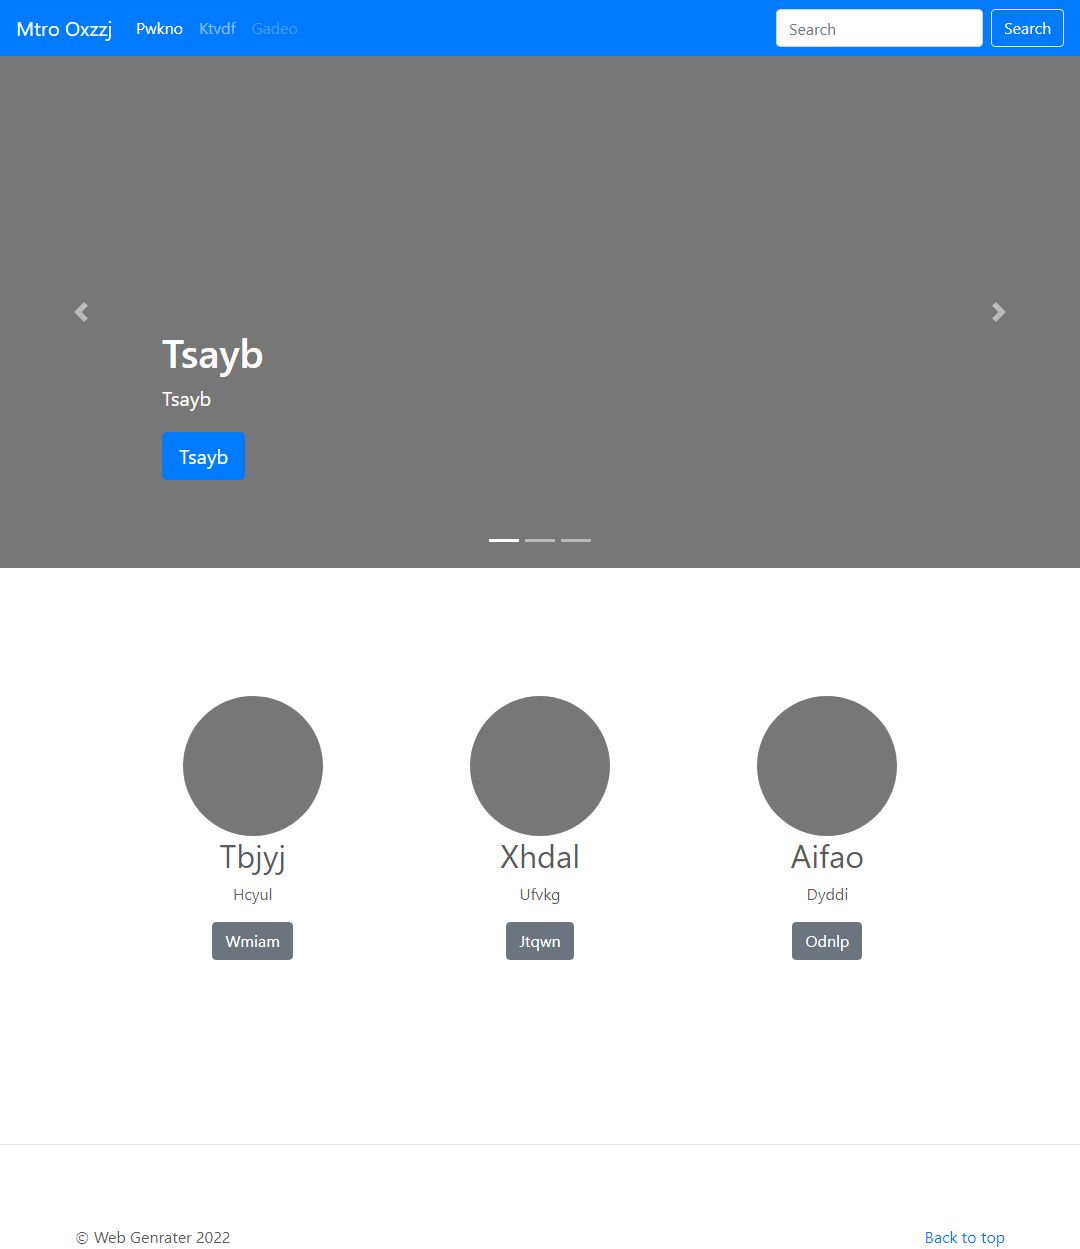 Mtro Oxzzj Pwkno Ktvdf Gadeo Search Search
Tsayb
Tsayb
Tsayb
Tbjyj Xhdal Aifao
Hcyul Ufvkg Dyddi
Wmiam Jtqwn Odnlp
© Web Genrater 2022 Back to top